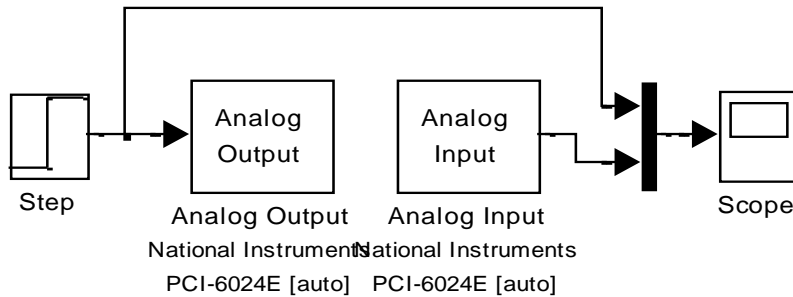 Analog
Output
Analog
Input
Step
Scope
Analog Output
National Instruments
PCI-6024E [auto]
Analog Input
National Instruments
PCI-6024E [auto]